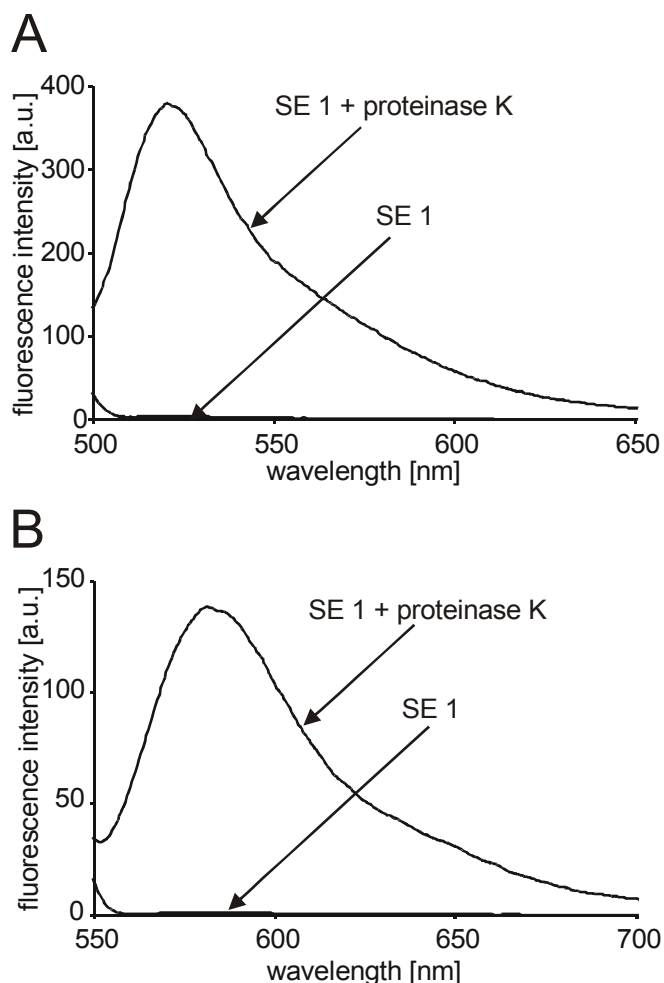 A
fluorescence intensity [a.u.]
400
300
200
100
0
SE 1 + proteinase K
SE 1
500 550 600 650
wavelength [nm]
B
fluorescence intensity [a.u.]
150
100
50
0
SE 1 + proteinase K
SE 1
550 600 650 700
wavelength [nm]